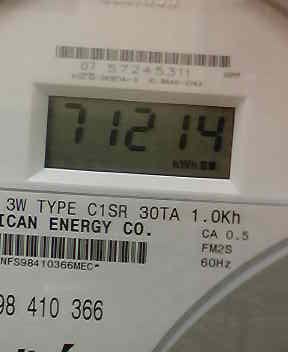 07 57245311
71214
kWh
3W TYPE C1SR 30TA 1.0Kh
ICAN ENERGY CO.
CA 0.5
FM2S
NFS98410366MEC*
60Hz
98 410 366